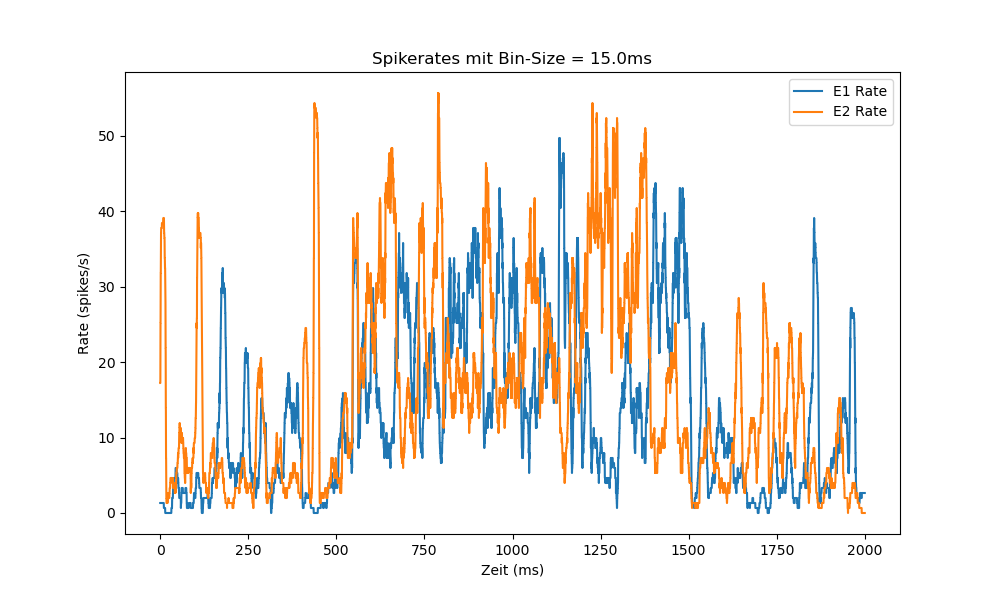 Spikerates mit Bin-Size = 15.0ms
E1 Rate
E2 Rate
Rate (spikes/s)
50
40
30
20
10
0
0 250 500 750 1000 1250 1500 1750 2000
Zeit (ms)